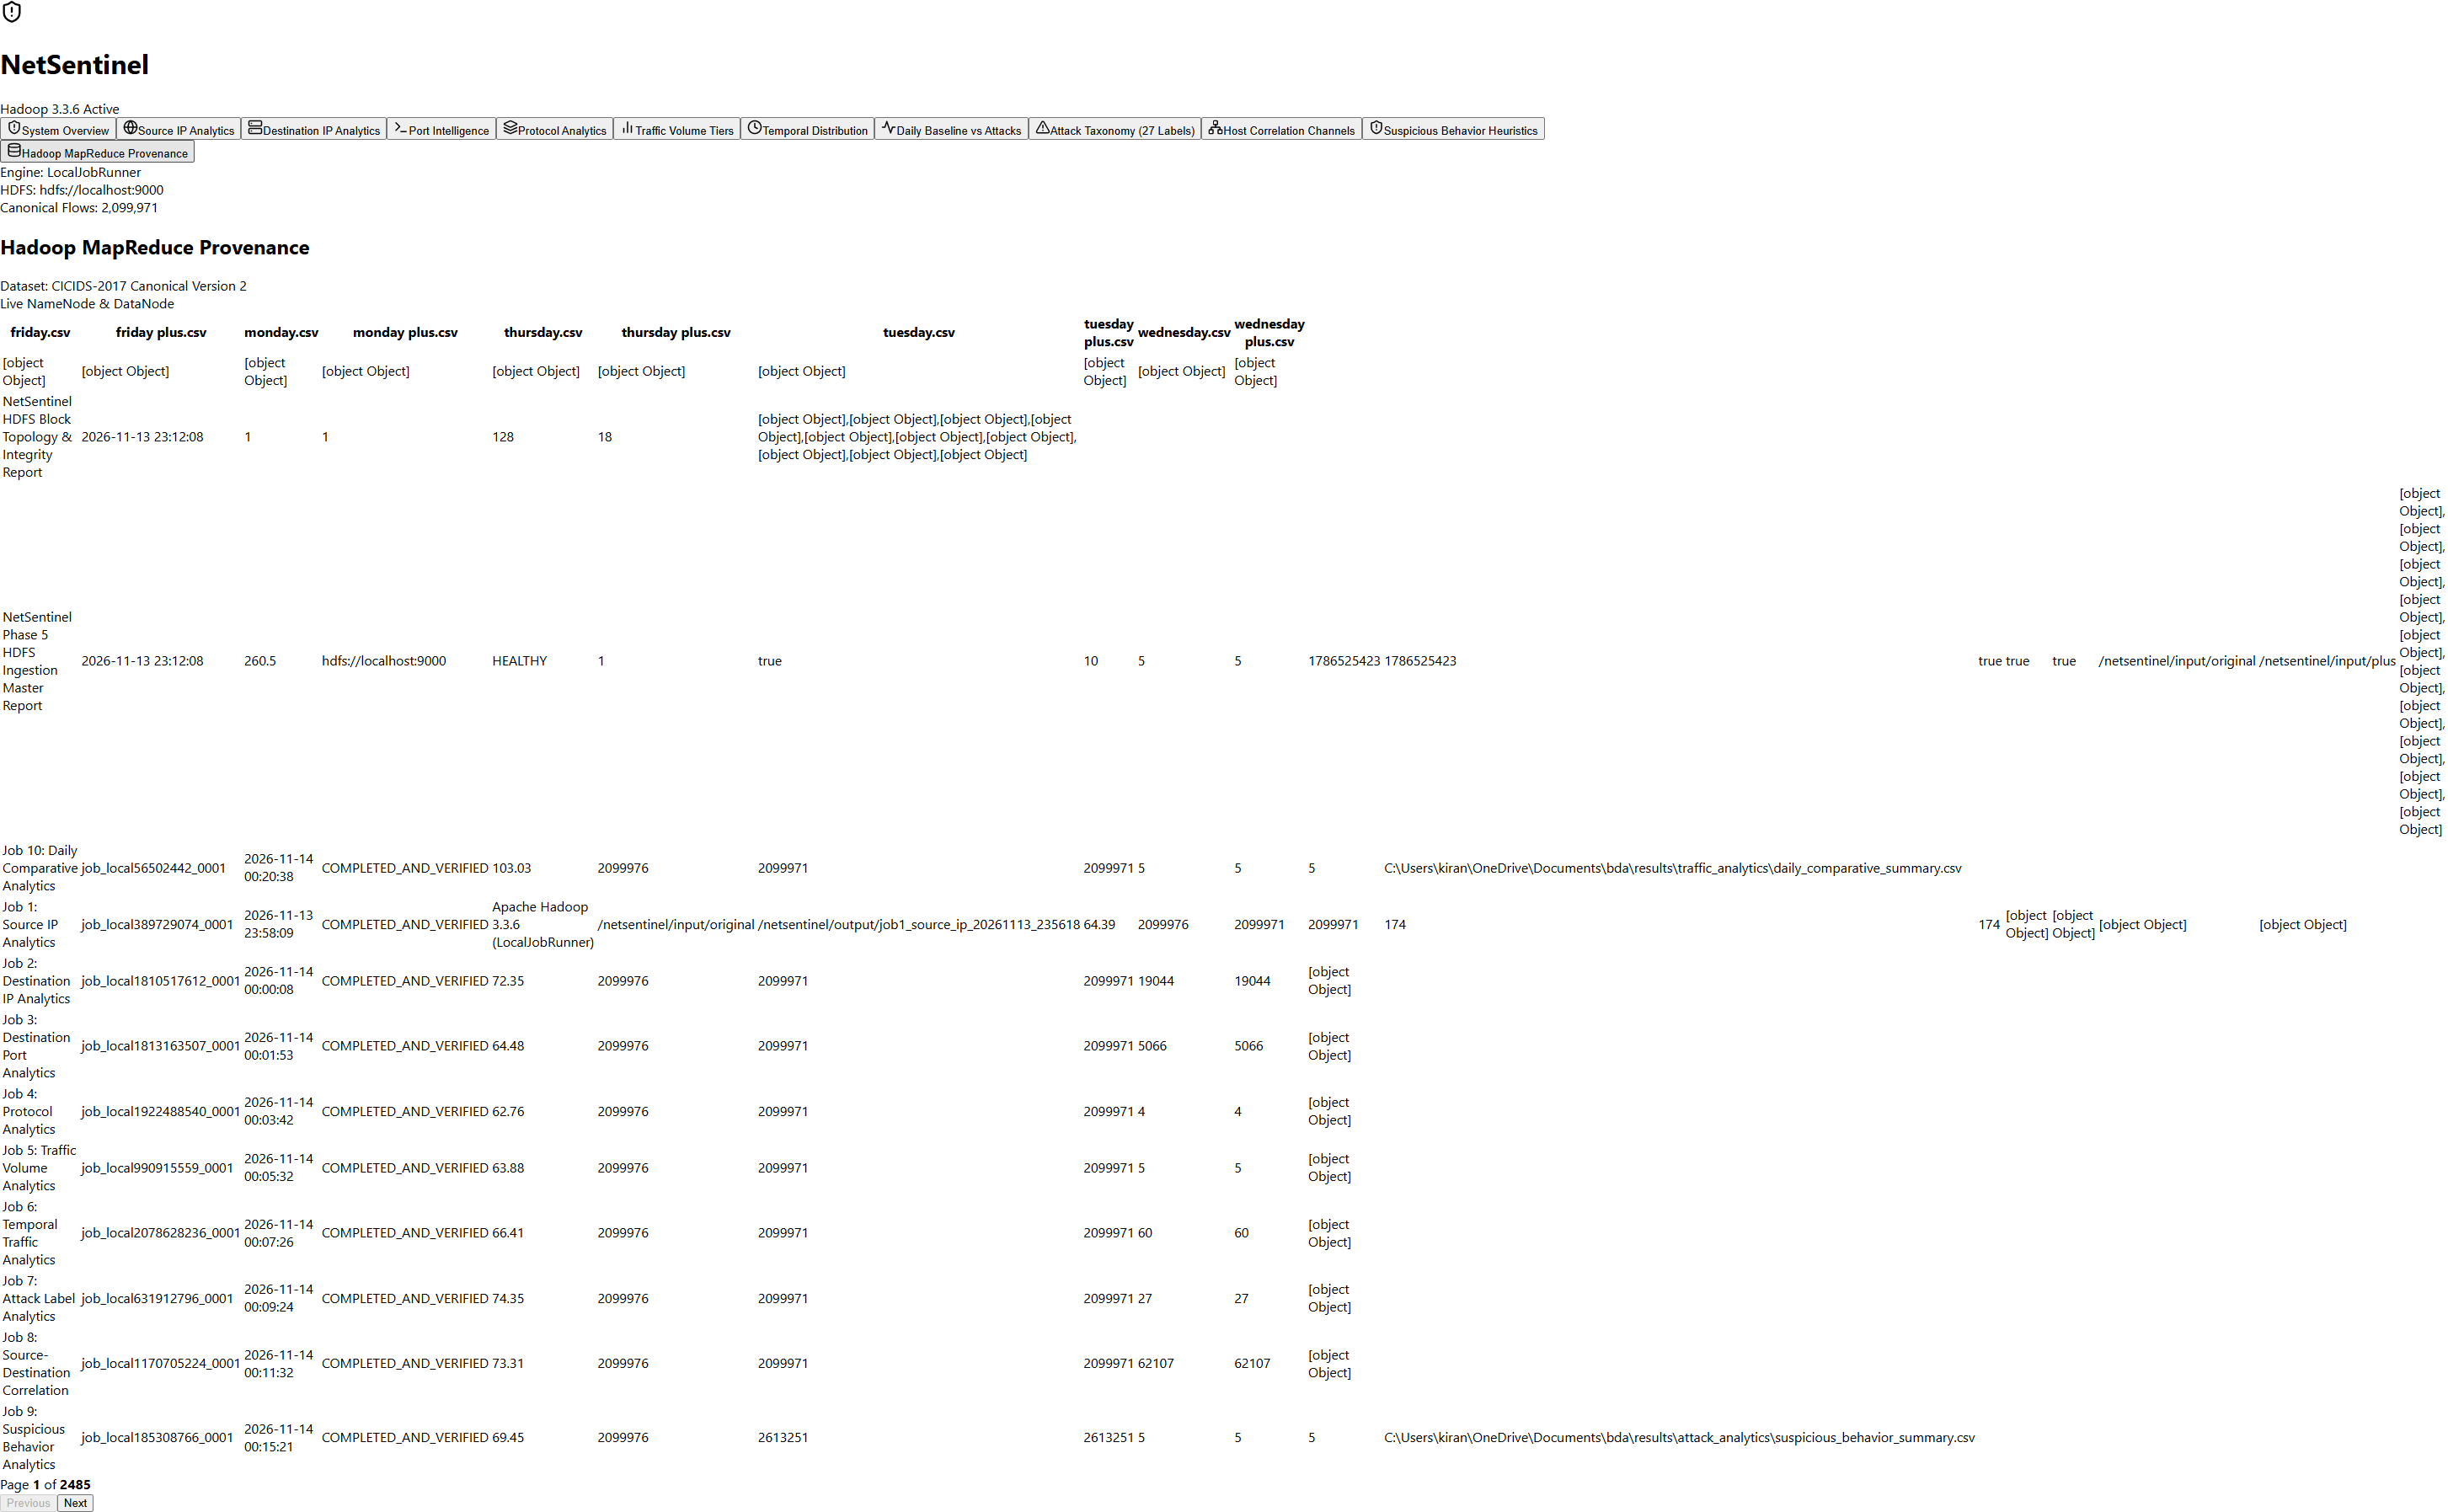 NetSentinel
Hadoop 3.3.6 Active
System Overview Source IP Analytics Destination IP Analytics Port Intelligence Protocol Analytics Traffic Volume Tiers Temporal Distribution Daily Baseline vs Attacks Attack Taxonomy (27 Labels) Host Correlation Channels Suspicious Behavior Heuristics
Hadoop MapReduce Provenance
Engine: LocalJobRunner
HDFS: hdfs://localhost:9000
Canonical Flows: 2,099,971
Hadoop MapReduce Provenance
Dataset: CICIDS-2017 Canonical Version 2
Live NameNode & DataNode
friday.csv friday plus.csv monday.csv monday plus.csv thursday.csv thursday plus.csv tuesday.csv tuesday plus.csv wednesday.csv wednesday plus.csv
[object Object] [object Object] [object Object] [object Object] [object Object] [object Object] [object Object] [object Object] [object Object] [object Object]
NetSentinel HDFS Block Topology & Integrity Report 2026-11-13 23:12:08 1 1 128 18 [object Object],[object Object],[object Object],[object Object],[object Object],[object Object],[object Object],[object Object],[object Object],[object Object]
NetSentinel Phase 5 HDFS Ingestion Master Report 2026-11-13 23:12:08 260.5 hdfs://localhost:9000 HEALTHY 1 true 10 5 5 1786525423 1786525423 true true true /netsentinel/input/original /netsentinel/input/plus [object Object],[object Object],[object Object],[object Object],[object Object],[object Object],[object Object],[object Object],[object Object],[object Object]
Job 10: Daily Comparative Analytics job_local56502442_0001 2026-11-14 00:20:38 COMPLETED_AND_VERIFIED 103.03 2099976 2099971 2099971 5 5 5 C:\Users\kiran\OneDrive\Documents\bda\results\traffic_analytics\daily_comparative_summary.csv
Job 1: Source IP Analytics job_local389729074_0001 2026-11-13 23:58:09 COMPLETED_AND_VERIFIED Apache Hadoop 3.3.6 (LocalJobRunner) /netsentinel/input/original /netsentinel/output/job1_source_ip_20261113_235618 64.39 2099976 2099971 2099971 174 174 [object Object] [object Object] [object Object] [object Object]
Job 2: Destination IP Analytics job_local1810517612_0001 2026-11-14 00:00:08 COMPLETED_AND_VERIFIED 72.35 2099976 2099971 2099971 19044 19044 [object Object]
Job 3: Destination Port Analytics job_local1813163507_0001 2026-11-14 00:01:53 COMPLETED_AND_VERIFIED 64.48 2099976 2099971 2099971 5066 5066 [object Object]
Job 4: Protocol Analytics job_local1922488540_0001 2026-11-14 00:03:42 COMPLETED_AND_VERIFIED 62.76 2099976 2099971 2099971 4 4 [object Object]
Job 5: Traffic Volume Analytics job_local990915559_0001 2026-11-14 00:05:32 COMPLETED_AND_VERIFIED 63.88 2099976 2099971 2099971 5 5 [object Object]
Job 6: Temporal Traffic Analytics job_local2078628236_0001 2026-11-14 00:07:26 COMPLETED_AND_VERIFIED 66.41 2099976 2099971 2099971 60 60 [object Object]
Job 7: Attack Label Analytics job_local631912796_0001 2026-11-14 00:09:24 COMPLETED_AND_VERIFIED 74.35 2099976 2099971 2099971 27 27 [object Object]
Job 8: Source-Destination Correlation job_local1170705224_0001 2026-11-14 00:11:32 COMPLETED_AND_VERIFIED 73.31 2099976 2099971 2099971 62107 62107 [object Object]
Job 9: Suspicious Behavior Analytics job_local185308766_0001 2026-11-14 00:15:21 COMPLETED_AND_VERIFIED 69.45 2099976 2613251 2613251 5 5 5 C:\Users\kiran\OneDrive\Documents\bda\results\attack_analytics\suspicious_behavior_summary.csv
Page 1 of 2485
Previous Next